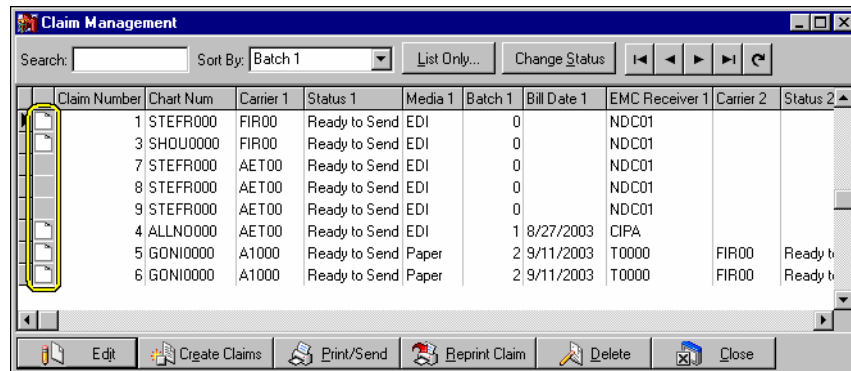 Claim Management
Search: Sort By: Batch 1 List Only... Change Status
Claim Number Chart Num Carrier 1 Status 1 Media 1 Batch 1 Bill Date 1 EMC Receiver 1 Carrier 2 Status 2
1 STEFR000 FIR00 Ready to Send EDI 0 NDC01
3 SHOU0000 FIR00 Ready to Send EDI 0 NDC01
7 STEFR000 AET00 Ready to Send EDI 0 NDC01
8 STEFR000 AET00 Ready to Send EDI 0 NDC01
9 STEFR000 AET00 Ready to Send EDI 0 NDC01
4 ALLNO000 AET00 Ready to Send EDI 1 8/27/2003 CIPA
5 GONI0000 A1000 Ready to Send Paper 2 9/11/2003 T0000 FIR00 Ready t
6 GONI0000 A1000 Ready to Send Paper 2 9/11/2003 T0000 FIR00 Ready t
Edit Create Claims Print/Send Reprint Claim Delete Close